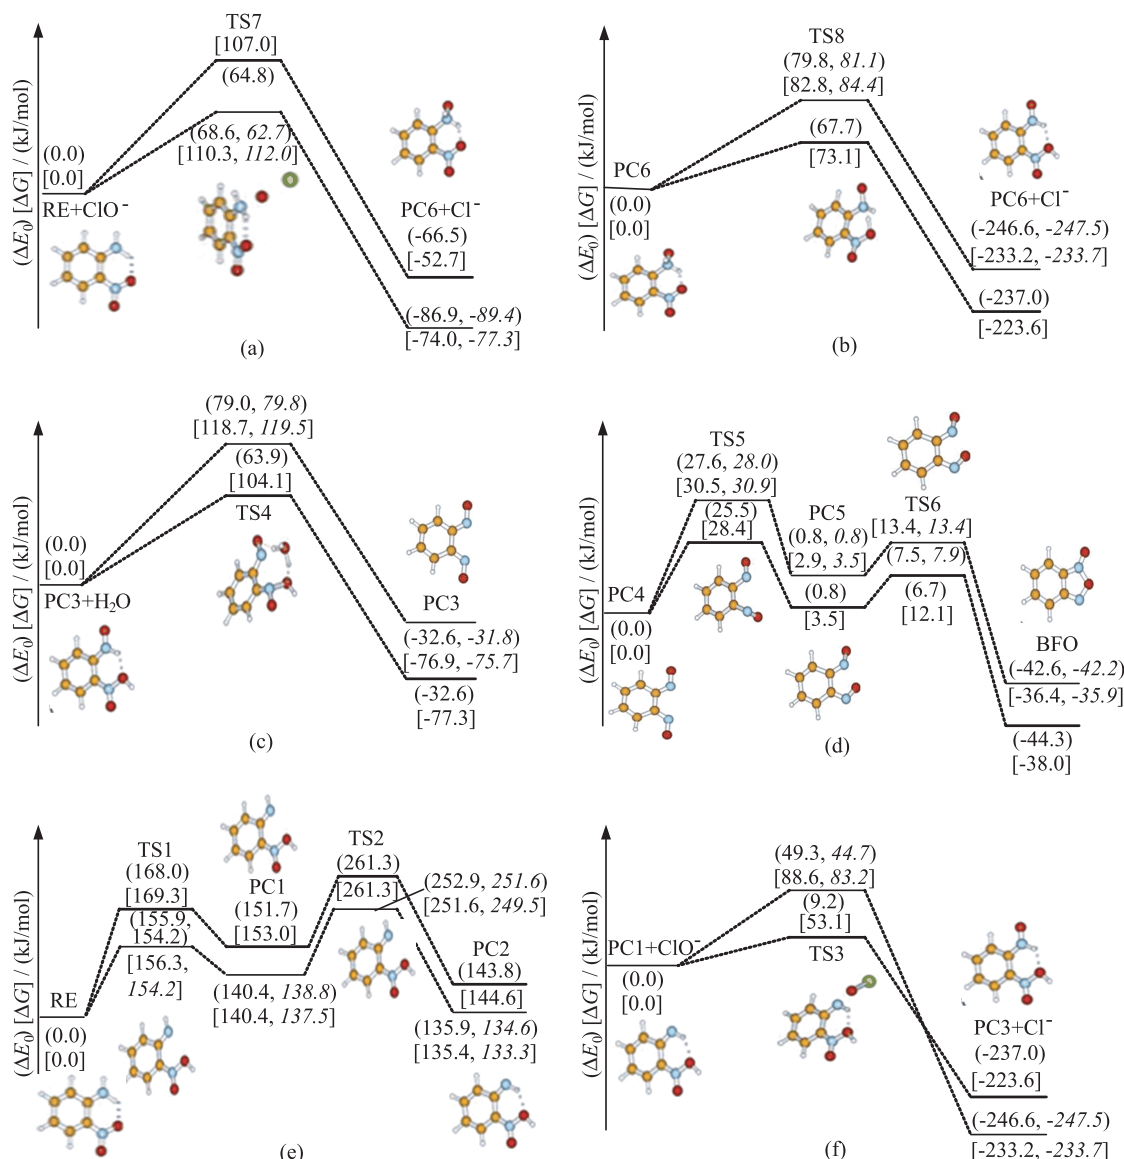 (ΔE₀) [ΔG] / (kJ/mol)
TS7
[107.0]
(64.8)
(68.6, 62.7)
[110.3, 112.0]
(0.0)
[0.0]
RE+ClO⁻
PC6+Cl⁻
(-66.5)
[-52.7]
(-86.9, -89.4)
[-74.0, -77.3]
(a)
(ΔE₀) [ΔG] / (kJ/mol)
TS8
(79.8, 81.1)
[82.8, 84.4]
(67.7)
[73.1]
PC6
(0.0)
[0.0]
PC6+Cl⁻
(-246.6, -247.5)
[-233.2, -233.7]
(-237.0)
[-223.6]
(b)
(ΔE₀) [ΔG] / (kJ/mol)
(79.0, 79.8)
[118.7, 119.5]
(63.9)
[104.1]
TS4
(0.0)
[0.0]
PC3+H₂O
PC3
(-32.6, -31.8)
[-76.9, -75.7]
(-32.6)
[-77.3]
(c)
(ΔE₀) [ΔG] / (kJ/mol)
TS5
(27.6, 28.0)
[30.5, 30.9]
(25.5)
[28.4]
PC4
(0.0)
[0.0]
PC5
(0.8, 0.8)
[2.9, 3.5]
(0.8)
[3.5]
TS6
[13.4, 13.4]
(7.5, 7.9)
(6.7)
[12.1]
BFO
(-42.6, -42.2)
[-36.4, -35.9]
(-44.3)
[-38.0]
(d)
(ΔE₀) [ΔG] / (kJ/mol)
TS1
(168.0)
[169.3]
(155.9,
154.2)
[156.3,
154.2]
RE
(0.0)
[0.0]
PC1
(151.7)
[153.0]
(140.4, 138.8)
[140.4, 137.5]
TS2
(261.3)
[261.3]
(252.9, 251.6)
[251.6, 249.5]
PC2
(143.8)
[144.6]
(135.9, 134.6)
[135.4, 133.3]
(e)
(ΔE₀) [ΔG] / (kJ/mol)
(49.3, 44.7)
[88.6, 83.2]
(9.2)
[53.1]
TS3
PC1+ClO⁻
(0.0)
[0.0]
PC3+Cl⁻
(-237.0)
[-223.6]
(-246.6, -247.5)
[-233.2, -233.7]
(f)